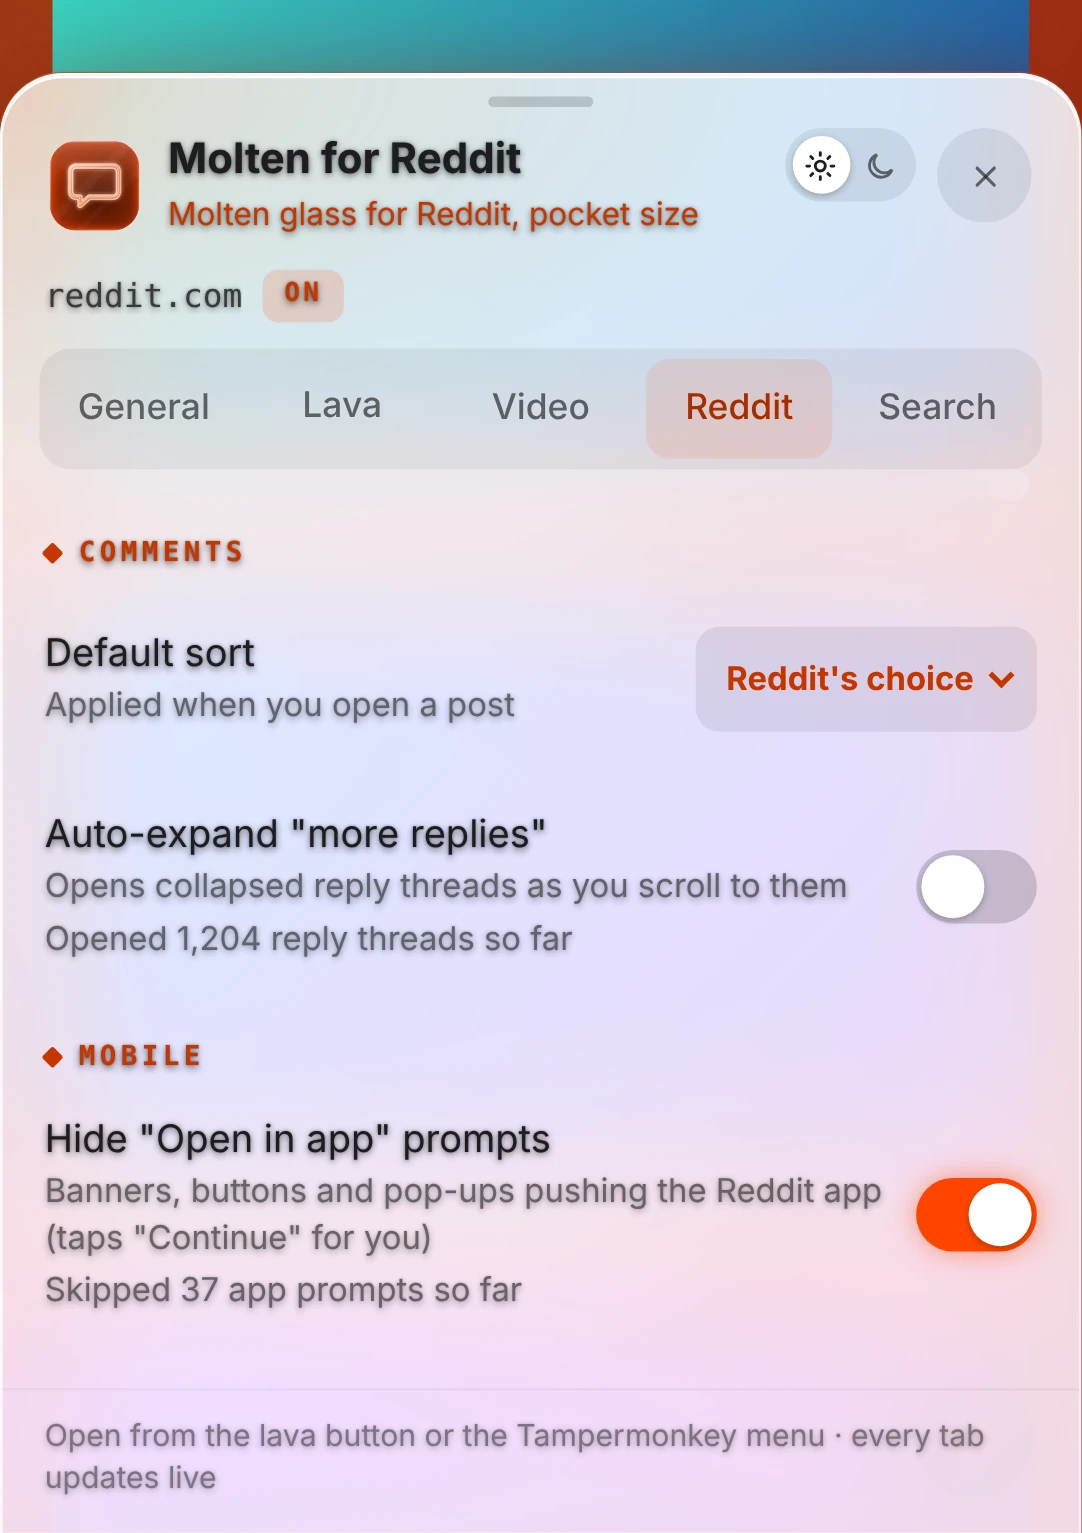 Molten for Reddit
Molten glass for Reddit, pocket size
reddit.com ON
General Lava Video Reddit Search
COMMENTS
Default sort
Applied when you open a post
Reddit's choice
Auto-expand "more replies"
Opens collapsed reply threads as you scroll to them
Opened 1,204 reply threads so far
MOBILE
Hide "Open in app" prompts
Banners, buttons and pop-ups pushing the Reddit app
(taps "Continue" for you)
Skipped 37 app prompts so far
Open from the lava button or the Tampermonkey menu · every tab
updates live